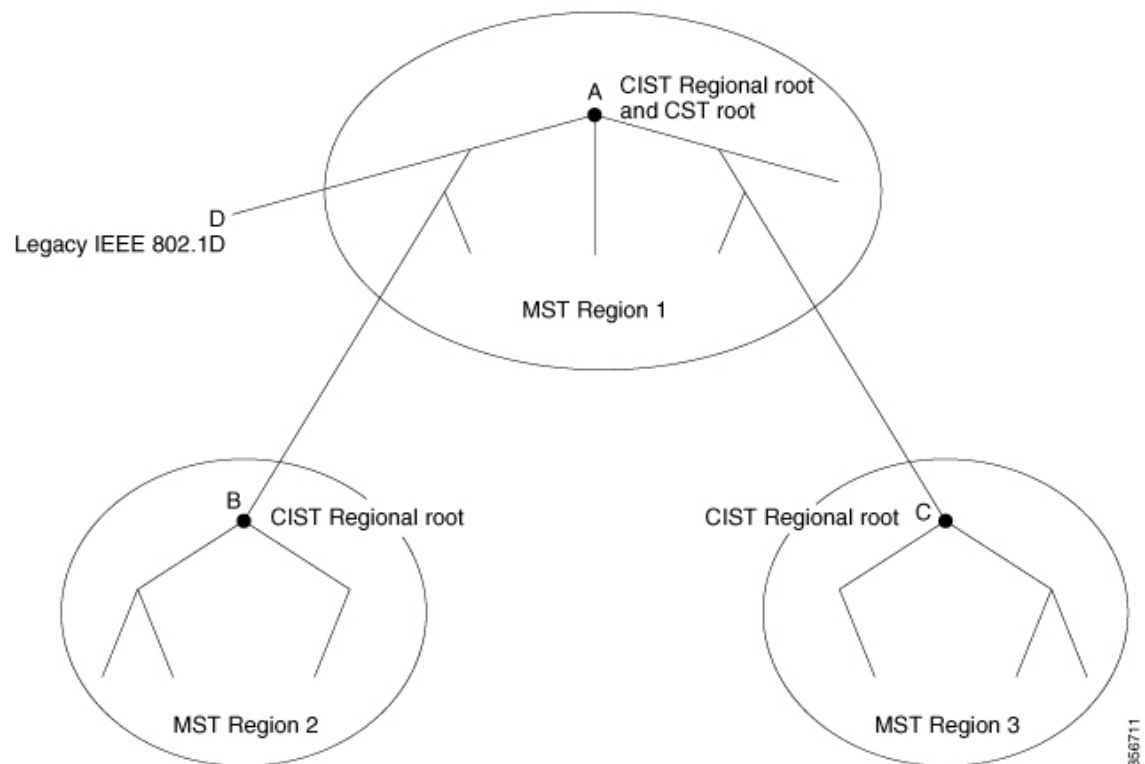 A
CIST Regional root
and CST root
D
Legacy IEEE 802.1D
MST Region 1
B
CIST Regional root
CIST Regional root
C
MST Region 2
MST Region 3
356711